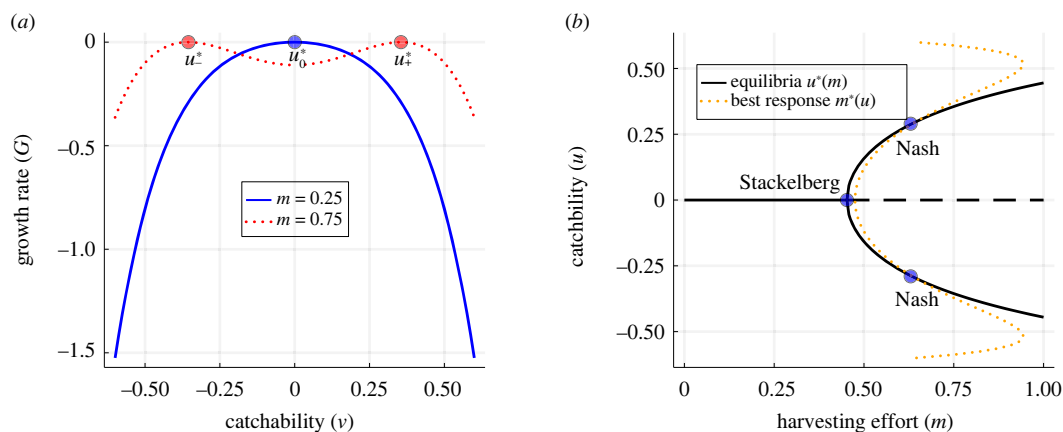 (a)
0
–0.5
–1.0
–1.5
growth rate (G)
u*–
u*0
u*+
m = 0.25
m = 0.75
–0.50
–0.25
0
0.25
0.50
catchability (v)
(b)
0.50
0.25
0
–0.25
–0.50
catchbility (u)
equilibria u*(m)
best response m*(u)
Nash
Stackelberg
Nash
0
0.25
0.50
0.75
1.00
harvesting effort (m)